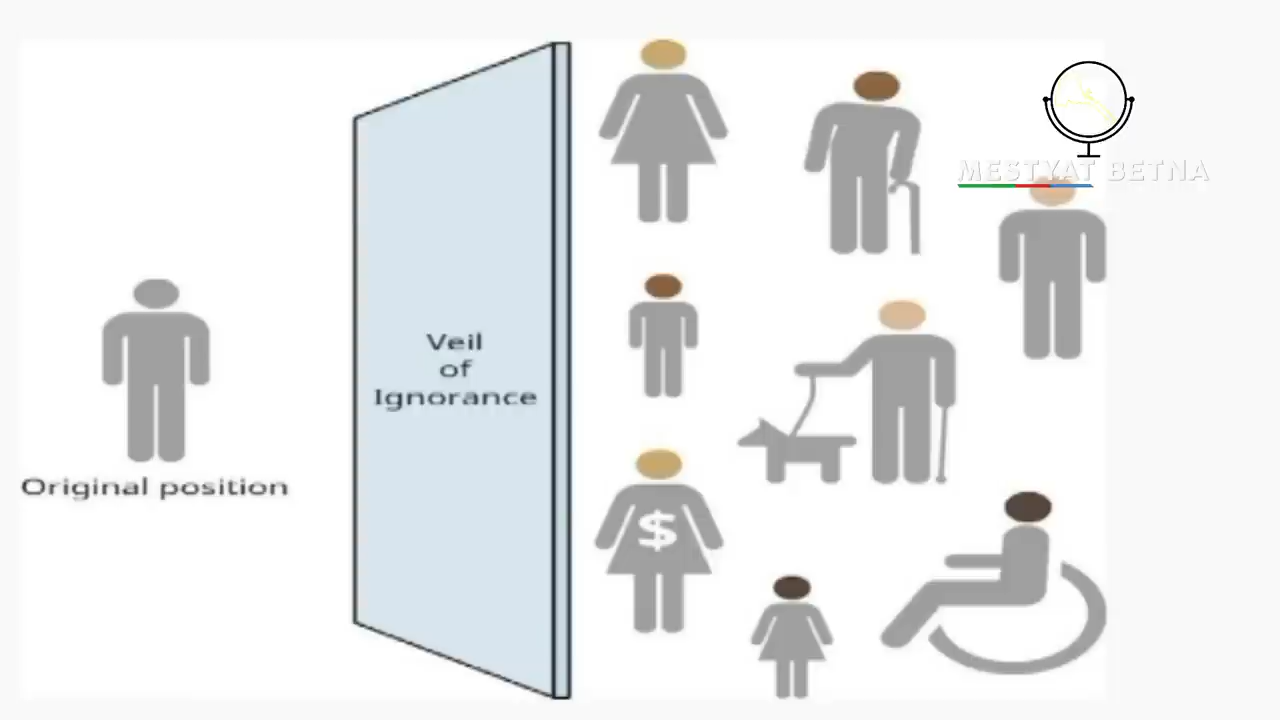 MESTYAT BETNA
Veil
of
Ignorance
Original position
$